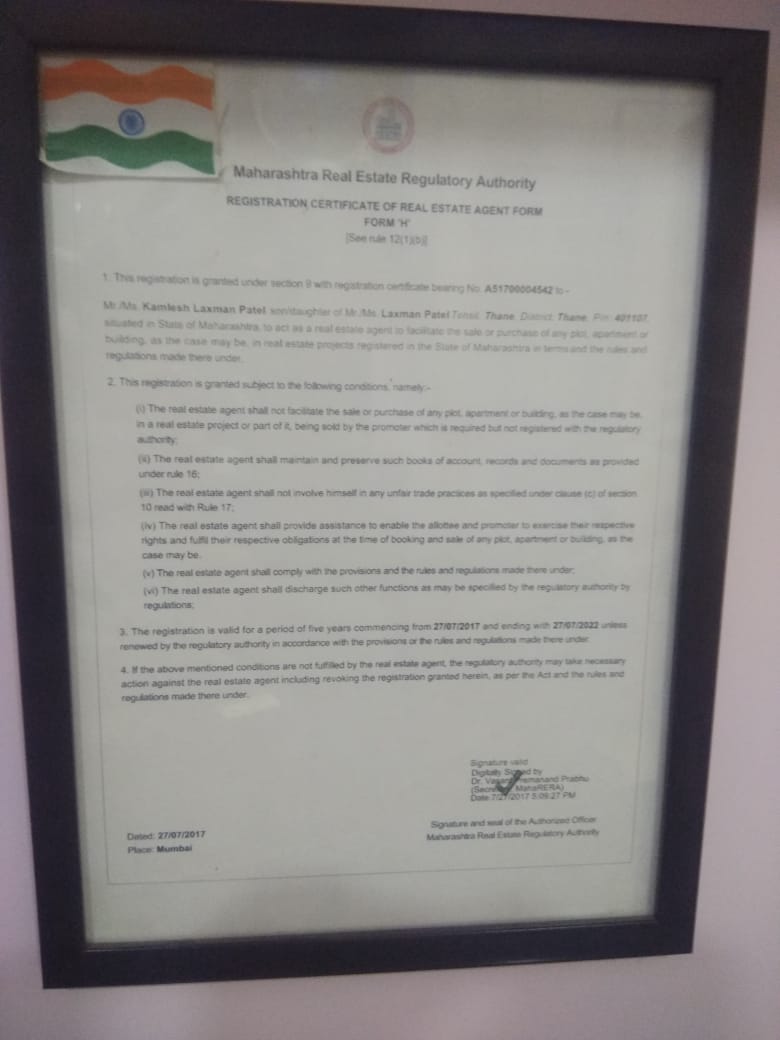 Maharashtra Real Estate Regulatory Authority
REGISTRATION CERTIFICATE OF REAL ESTATE AGENT FORM
FORM 'H'
[See rule 12(1)(b)]
1. This registration is granted under section 9 with registration certificate bearing No. A51700004542 to -
Mr./Ms. Kamlesh Laxman Patel son/daughter of Mr./Ms. Laxman Patel Tehsil: Thane, District: Thane, Pin: 401107,
situated in State of Maharashtra, to act as a real estate agent to facilitate the sale or purchase of any plot, apartment or
building, as the case may be, in real estate projects registered in the State of Maharashtra in terms and the rules and
regulations made there under.
2. This registration is granted subject to the following conditions, namely:-
(i) The real estate agent shall not facilitate the sale or purchase of any plot, apartment or building, as the case may be,
in a real estate project or part of it, being sold by the promoter which is required but not registered with the regulatory
authority;
(ii) The real estate agent shall maintain and preserve such books of account, records and documents as provided
under rule 16;
(iii) The real estate agent shall not involve himself in any unfair trade practices as specified under clause (c) of section
10 read with Rule 17;
(iv) The real estate agent shall provide assistance to enable the allottee and promoter to exercise their respective
rights and fulfil their respective obligations at the time of booking and sale of any plot, apartment or building, as the
case may be.
(v) The real estate agent shall comply with the provisions and the rules and regulations made there under;
(vi) The real estate agent shall discharge such other functions as may be specified by the regulatory authority by
regulations;
3. The registration is valid for a period of five years commencing from 27/07/2017 and ending with 27/07/2022 unless
renewed by the regulatory authority in accordance with the provisions or the rules and regulations made there under.
4. If the above mentioned conditions are not fulfilled by the real estate agent, the regulatory authority may take necessary
action against the real estate agent including revoking the registration granted herein, as per the Act and the rules and
regulations made there under.
Signature valid
Digitally Signed by
Dr. Vasant Premanand Prabhu
(Secretary, MahaRERA)
Date:7/27/2017 5:09:27 PM
Dated: 27/07/2017
Place: Mumbai
Signature and seal of the Authorized Officer
Maharashtra Real Estate Regulatory Authority